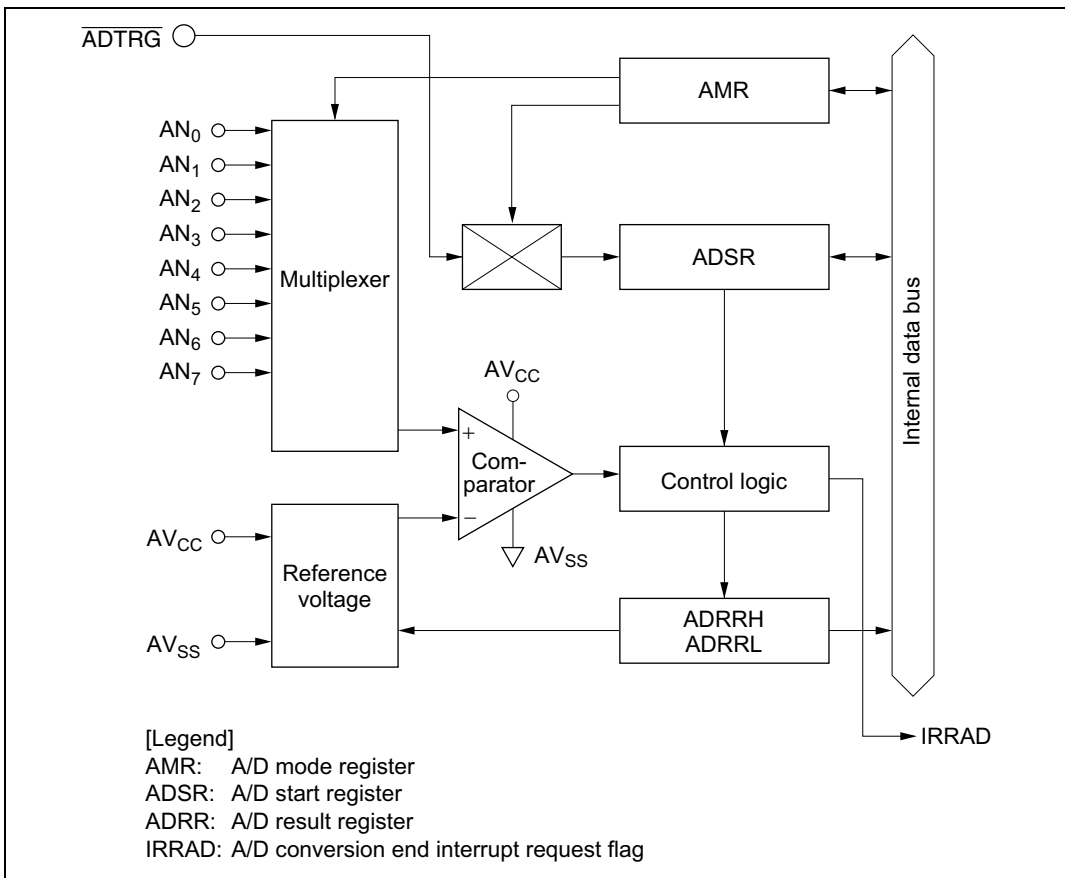 ADTRG
AMR
AN0
AN1
AN2
AN3
AN4
AN5
AN6
AN7
Multiplexer
ADSR
Internal data bus
AVCC
+
Com-
parator
−
AVSS
Control logic
AVCC
AVSS
Reference
voltage
ADRRH
ADRRL
IRRAD
[Legend]
AMR: A/D mode register
ADSR: A/D start register
ADRR: A/D result register
IRRAD: A/D conversion end interrupt request flag